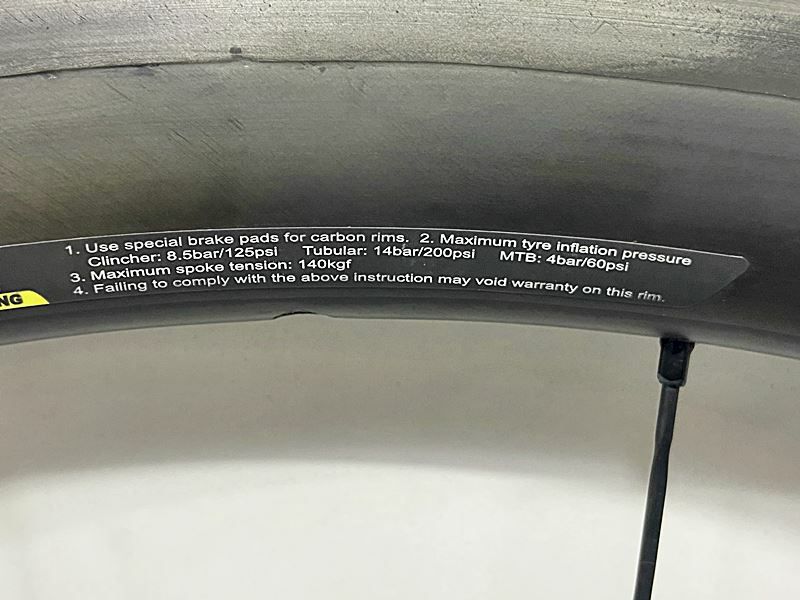 1. Use special brake pads for carbon rims. 2. Maximum tyre inflation pressure
Clincher: 8.5bar/125psi Tubular: 14bar/200psi MTB: 4bar/60psi
3. Maximum spoke tension: 140kgf
4. Failing to comply with the above instruction may void warranty on this rim.